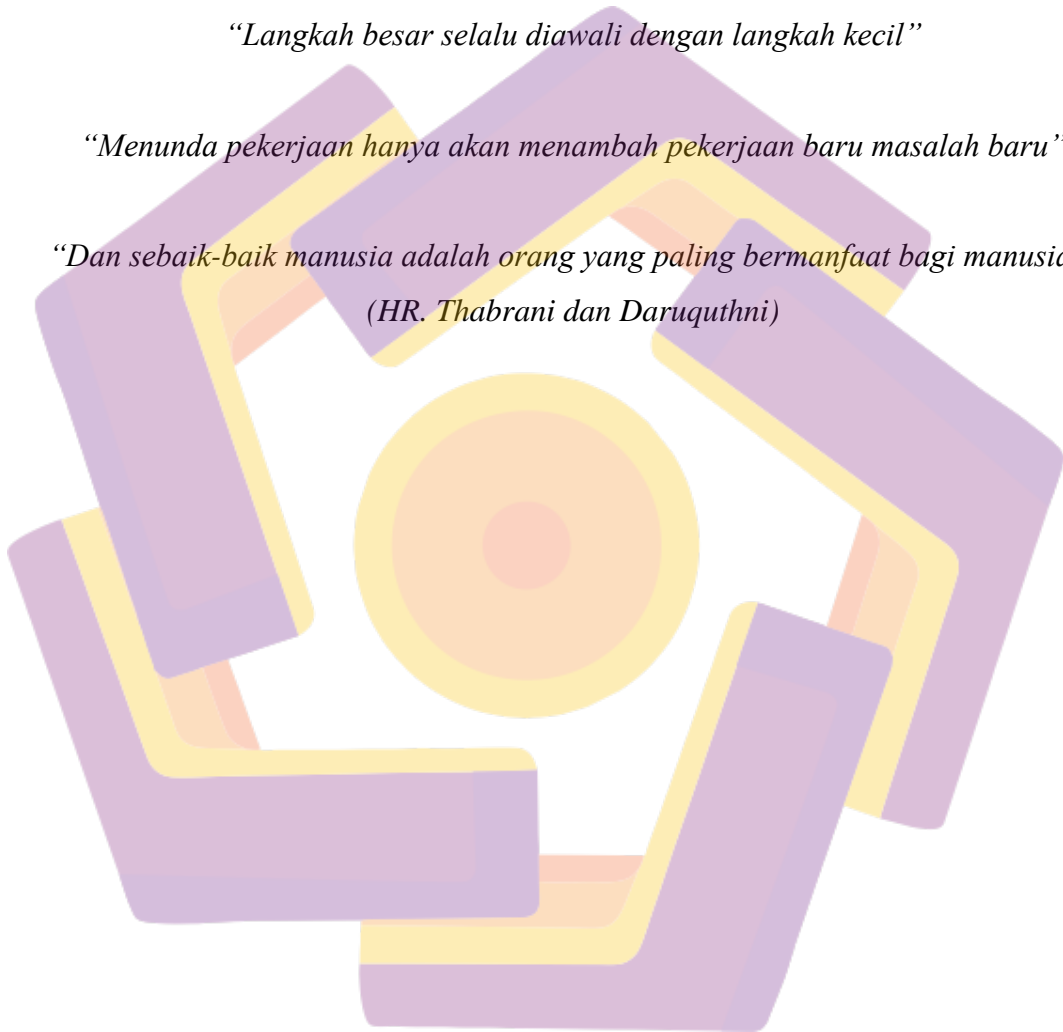 “Langkah besar selalu diawali dengan langkah kecil”
“Menunda pekerjaan hanya akan menambah pekerjaan baru masalah baru”
“Dan sebaik-baik manusia adalah orang yang paling bermanfaat bagi manusia
(HR. Thabrani dan Daruquthni)